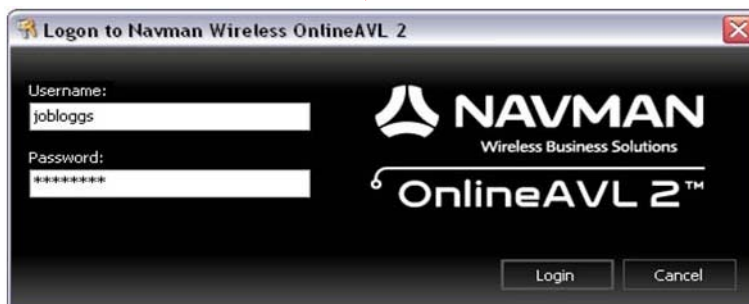 Logon to Navman Wireless OnlineAVL 2
Username:
jobloggs
Password:
********
NAVMAN
Wireless Business Solutions
OnlineAVL 2™
Login
Cancel